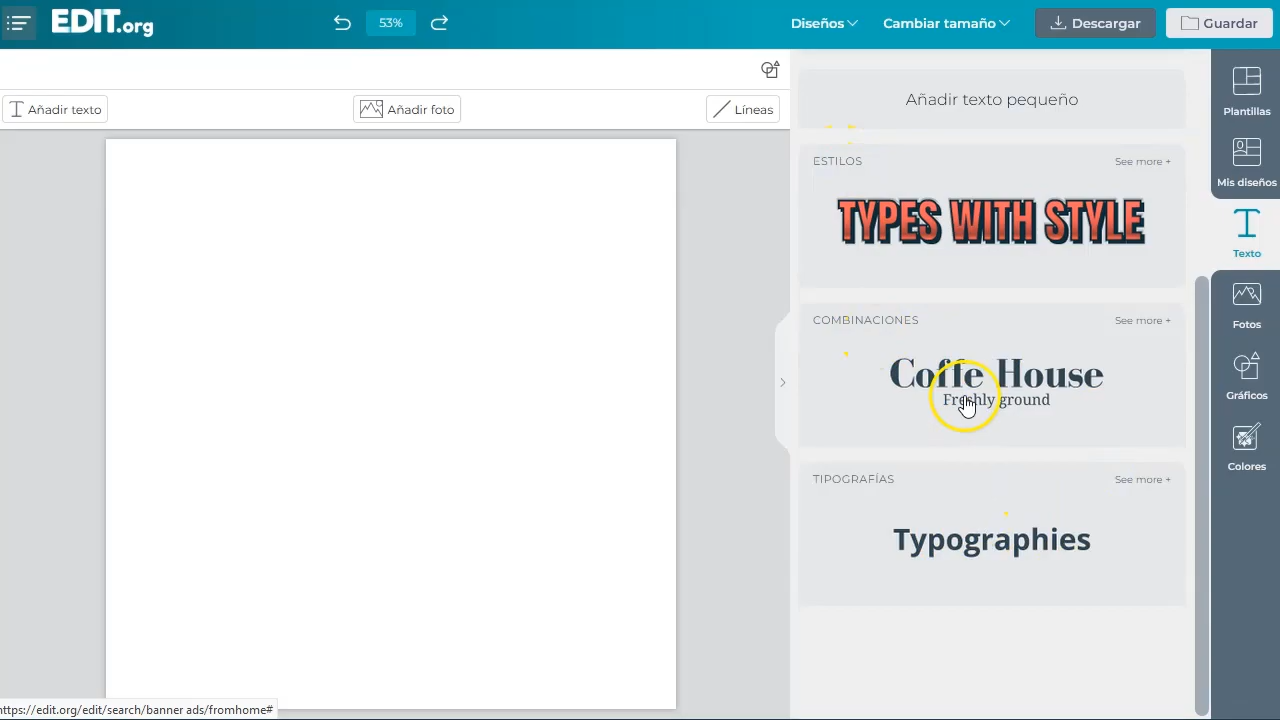 EDIT.org
53%
Diseños
Cambiar tamaño
Descargar
Guardar
Añadir texto
Añadir foto
Líneas
Añadir texto pequeño
ESTILOS
See more +
TYPES WITH STYLE
COMBINACIONES
See more +
Coffe House
Freshly ground
TIPOGRAFÍAS
See more +
Typographies
Plantillas
Mis diseños
Texto
Fotos
Gráficos
Colores
https://edit.org/edit/search/banner ads/fromhome#